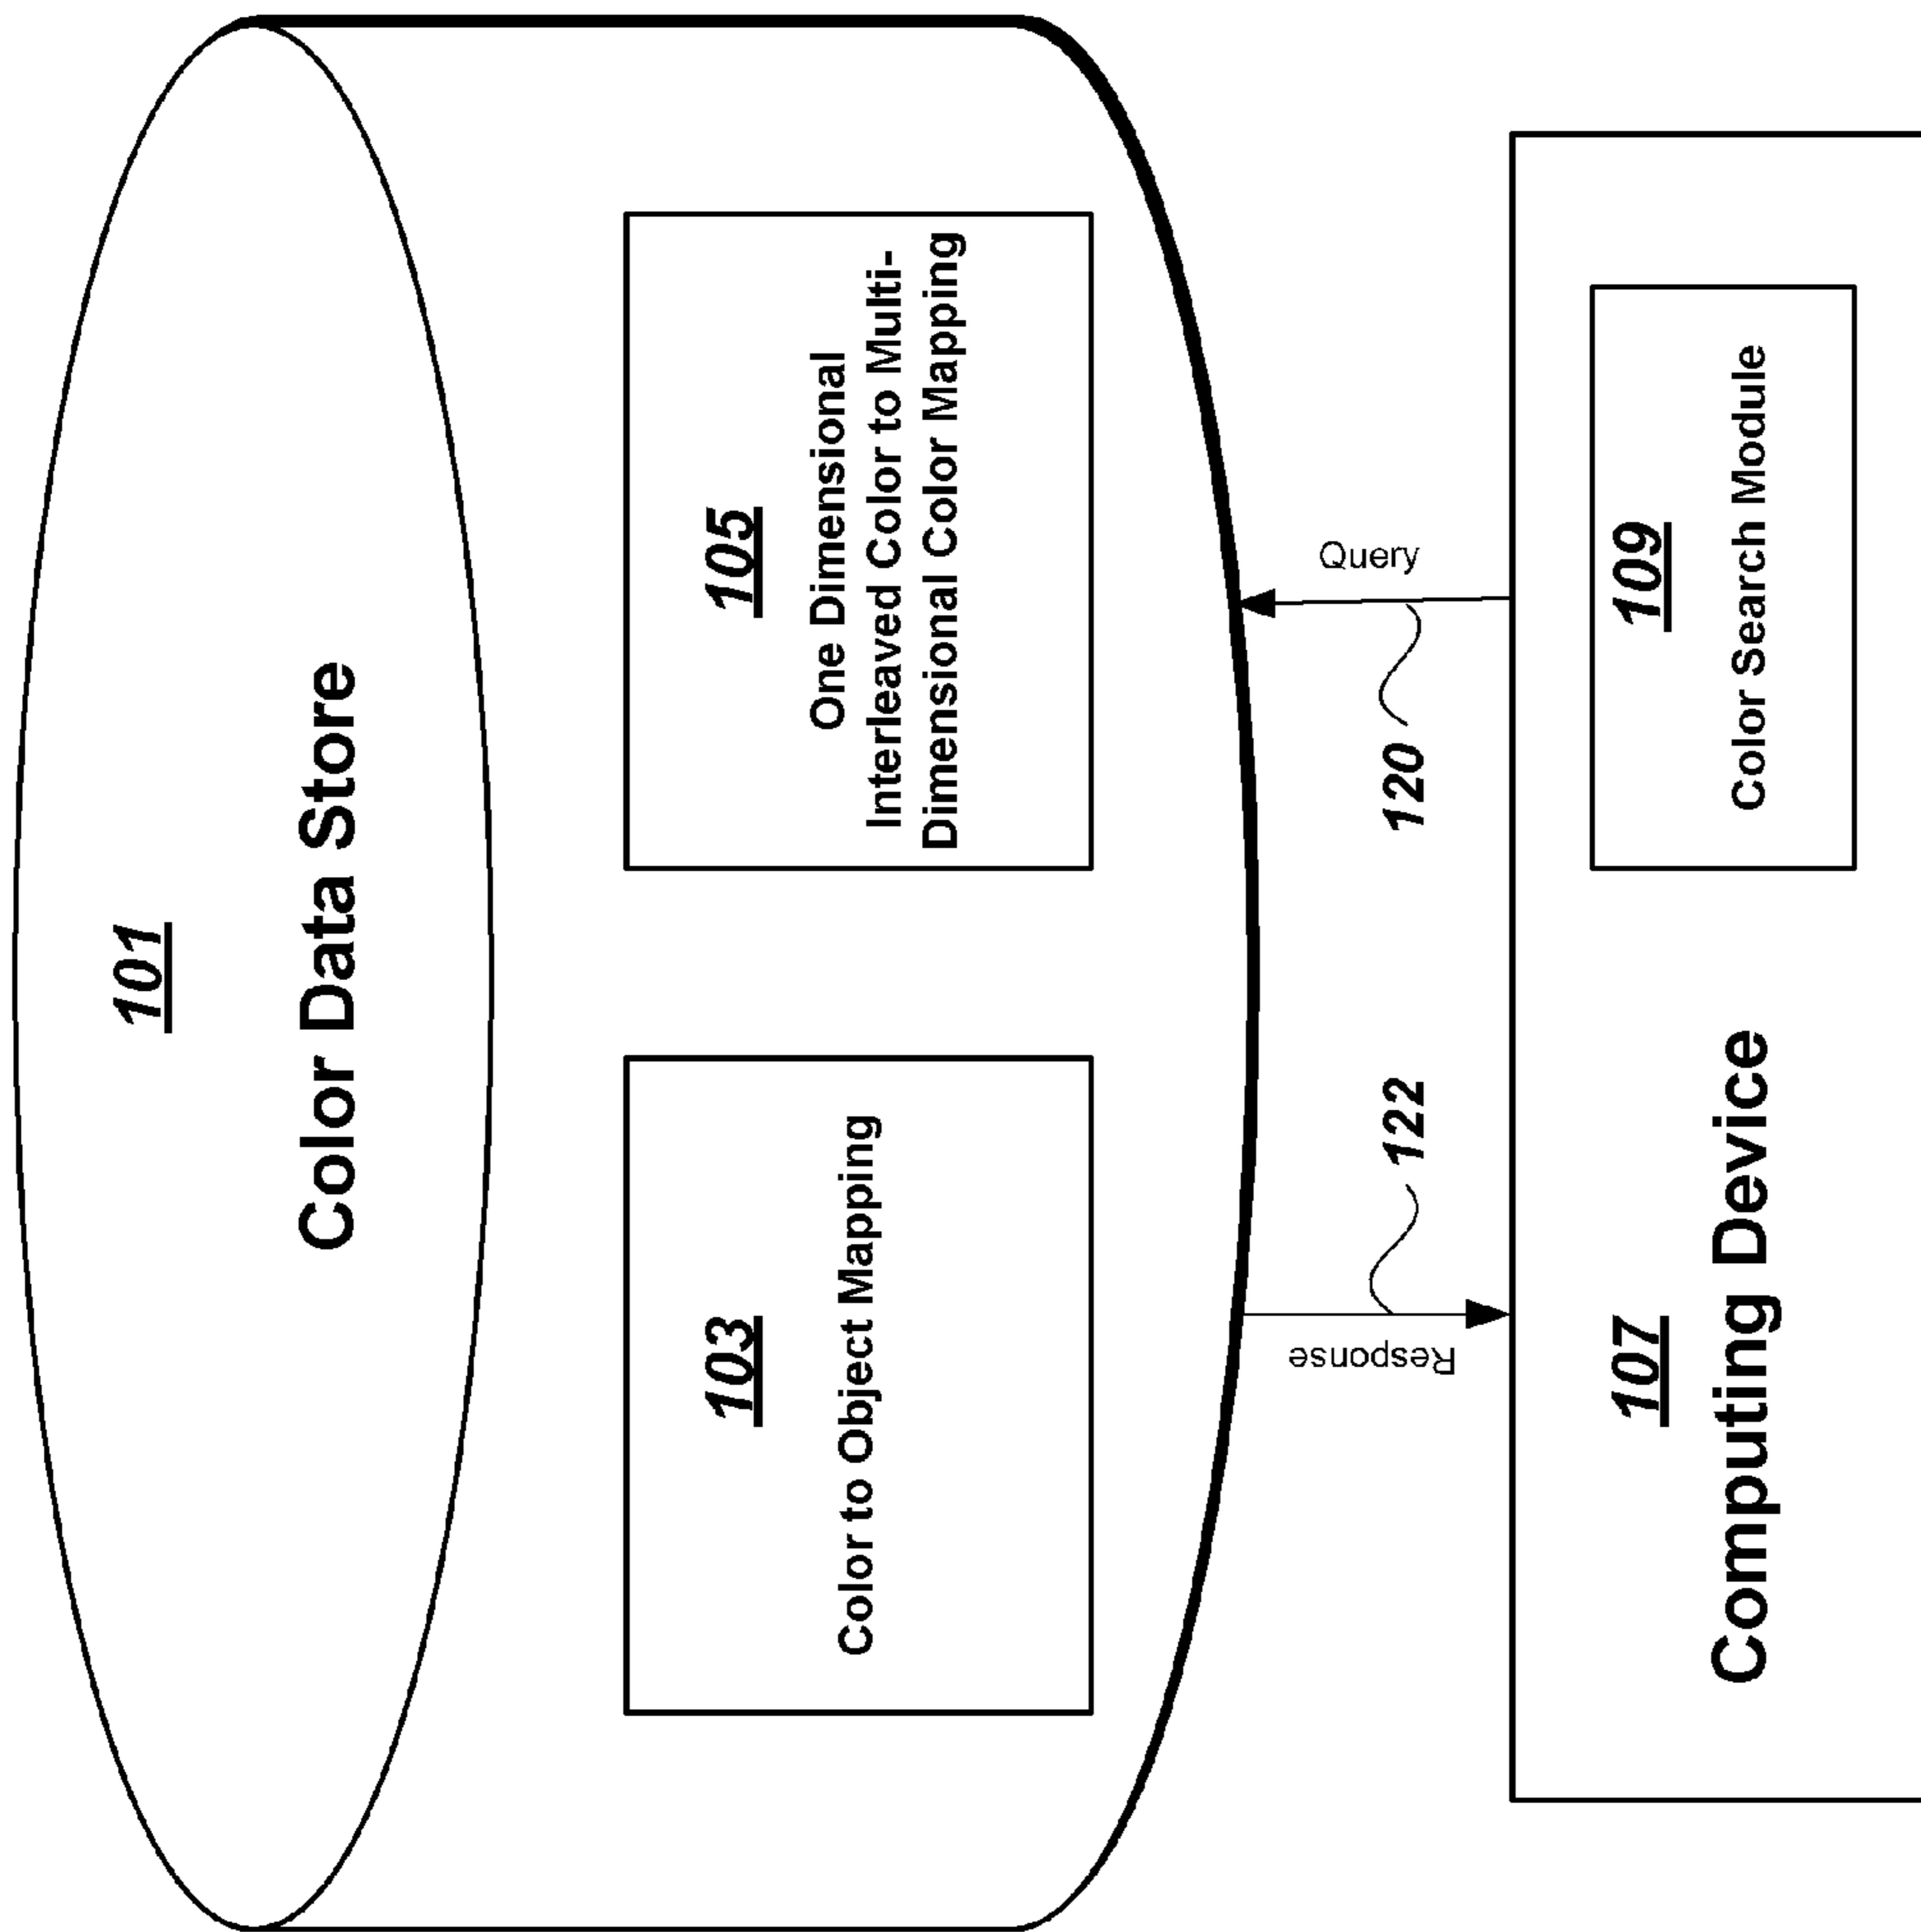 101
Color Data Store
103
Color to Object Mapping
105
One Dimensional
Interleaved Color to Multi-
Dimensional Color Mapping
Response
122
120
Query
107
Computing Device
109
Color Search Module